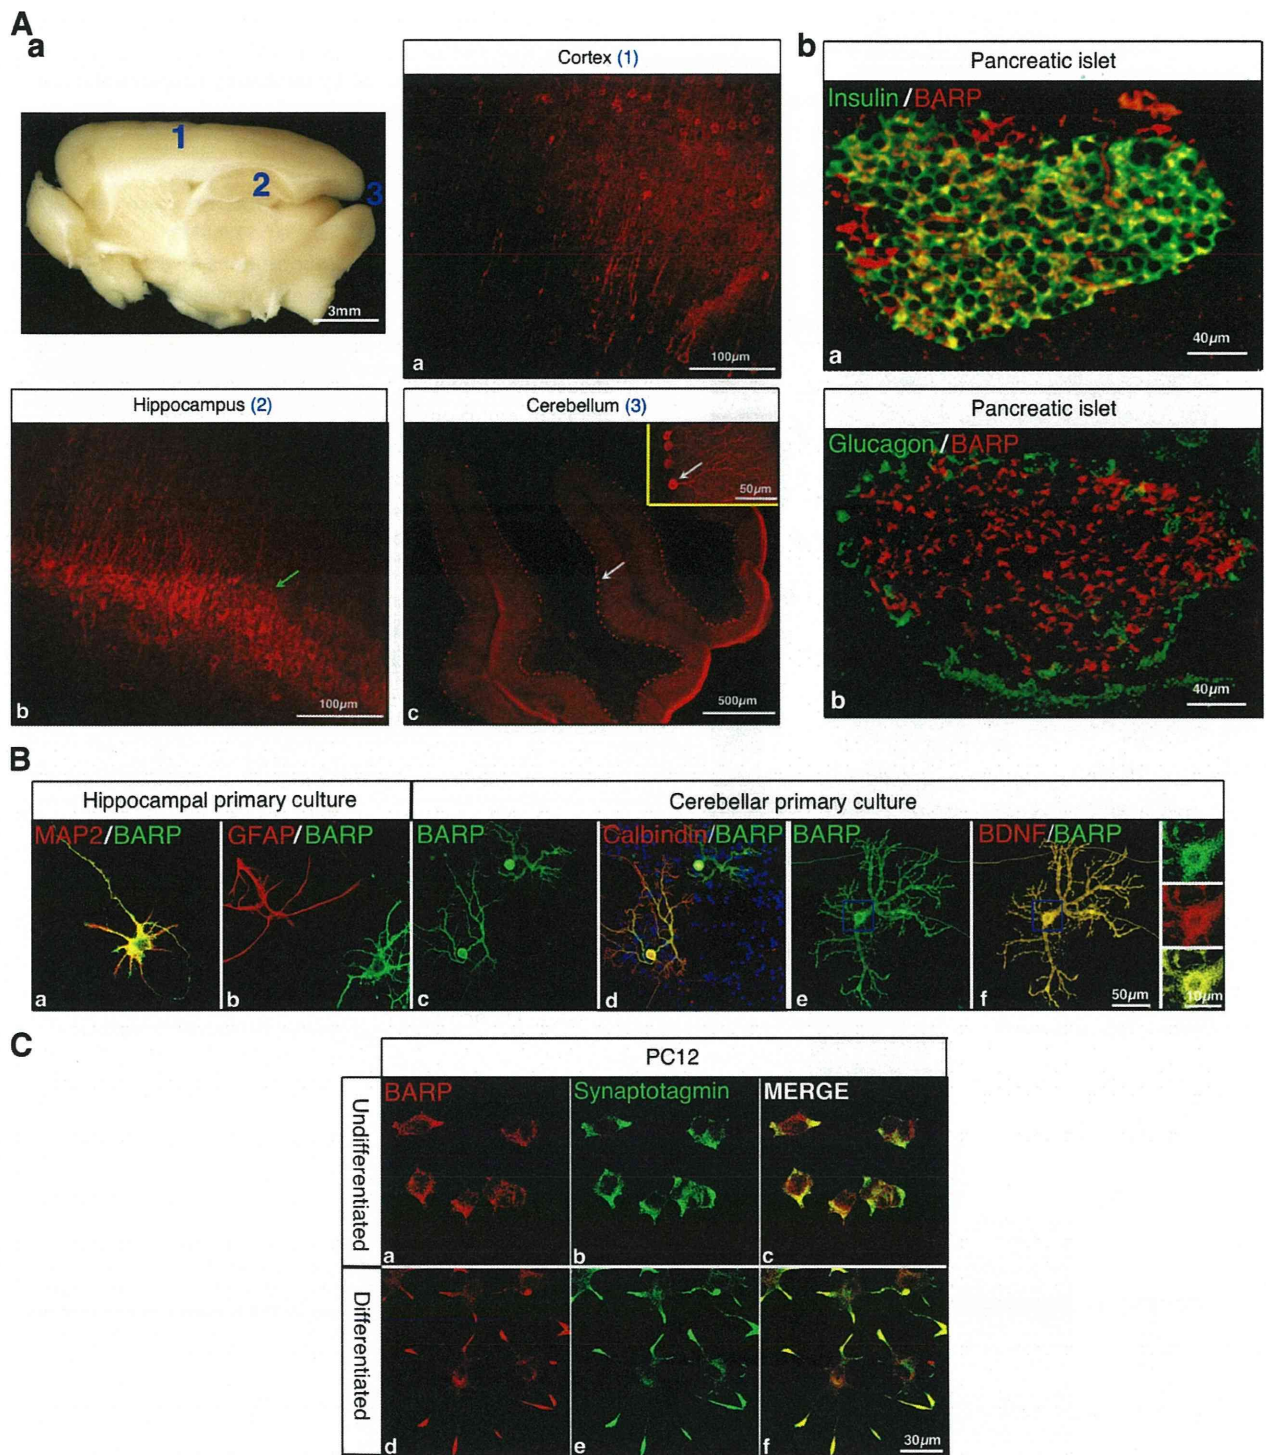 A
a
Cortex (1)
1
2
3
3mm
a
100µm
b
Pancreatic islet
Insulin/BARP
a
40µm
Hippocampus (2)
b
100µm
Cerebellum (3)
50µm
c
500µm
Pancreatic islet
Glucagon/BARP
b
40µm
B
Hippocampal primary culture
Cerebellar primary culture
MAP2/BARP
GFAP/BARP
BARP
Calbindin/BARP
BARP
BDNF/BARP
a
b
c
d
e
f
50µm
10µm
C
PC12
Undifferentiated
BARP
Synaptotagmin
MERGE
a
b
c
Differentiated
d
e
f
30µm